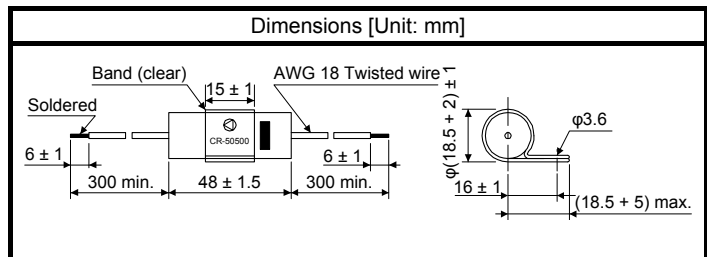 Dimensions [Unit: mm]
Band (clear)
15 ± 1
AWG 18 Twisted wire
Soldered
CR-50500
6 ± 1
6 ± 1
300 min.
48 ± 1.5
300 min.
φ(18.5 + 2) ± 1
φ3.6
16 ± 1
(18.5 + 5) max.